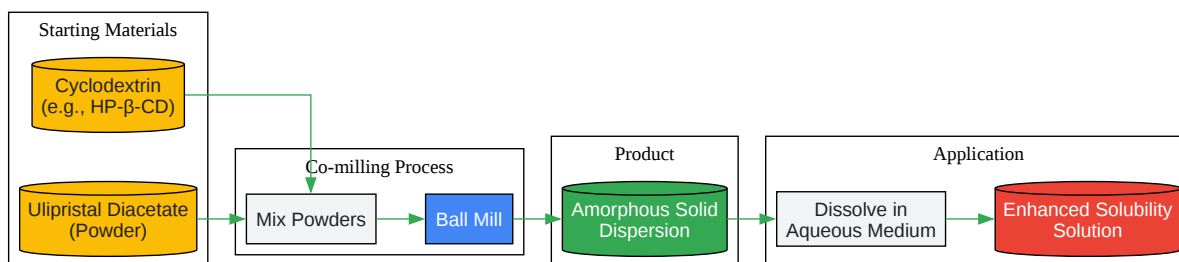 Starting Materials
Cyclodextrin
(e.g., HP-β-CD)
Ulipristal Diacetate
(Powder)
Co-milling Process
Mix Powders
Ball Mill
Product
Amorphous Solid
Dispersion
Application
Dissolve in
Aqueous Medium
Enhanced Solubility
Solution